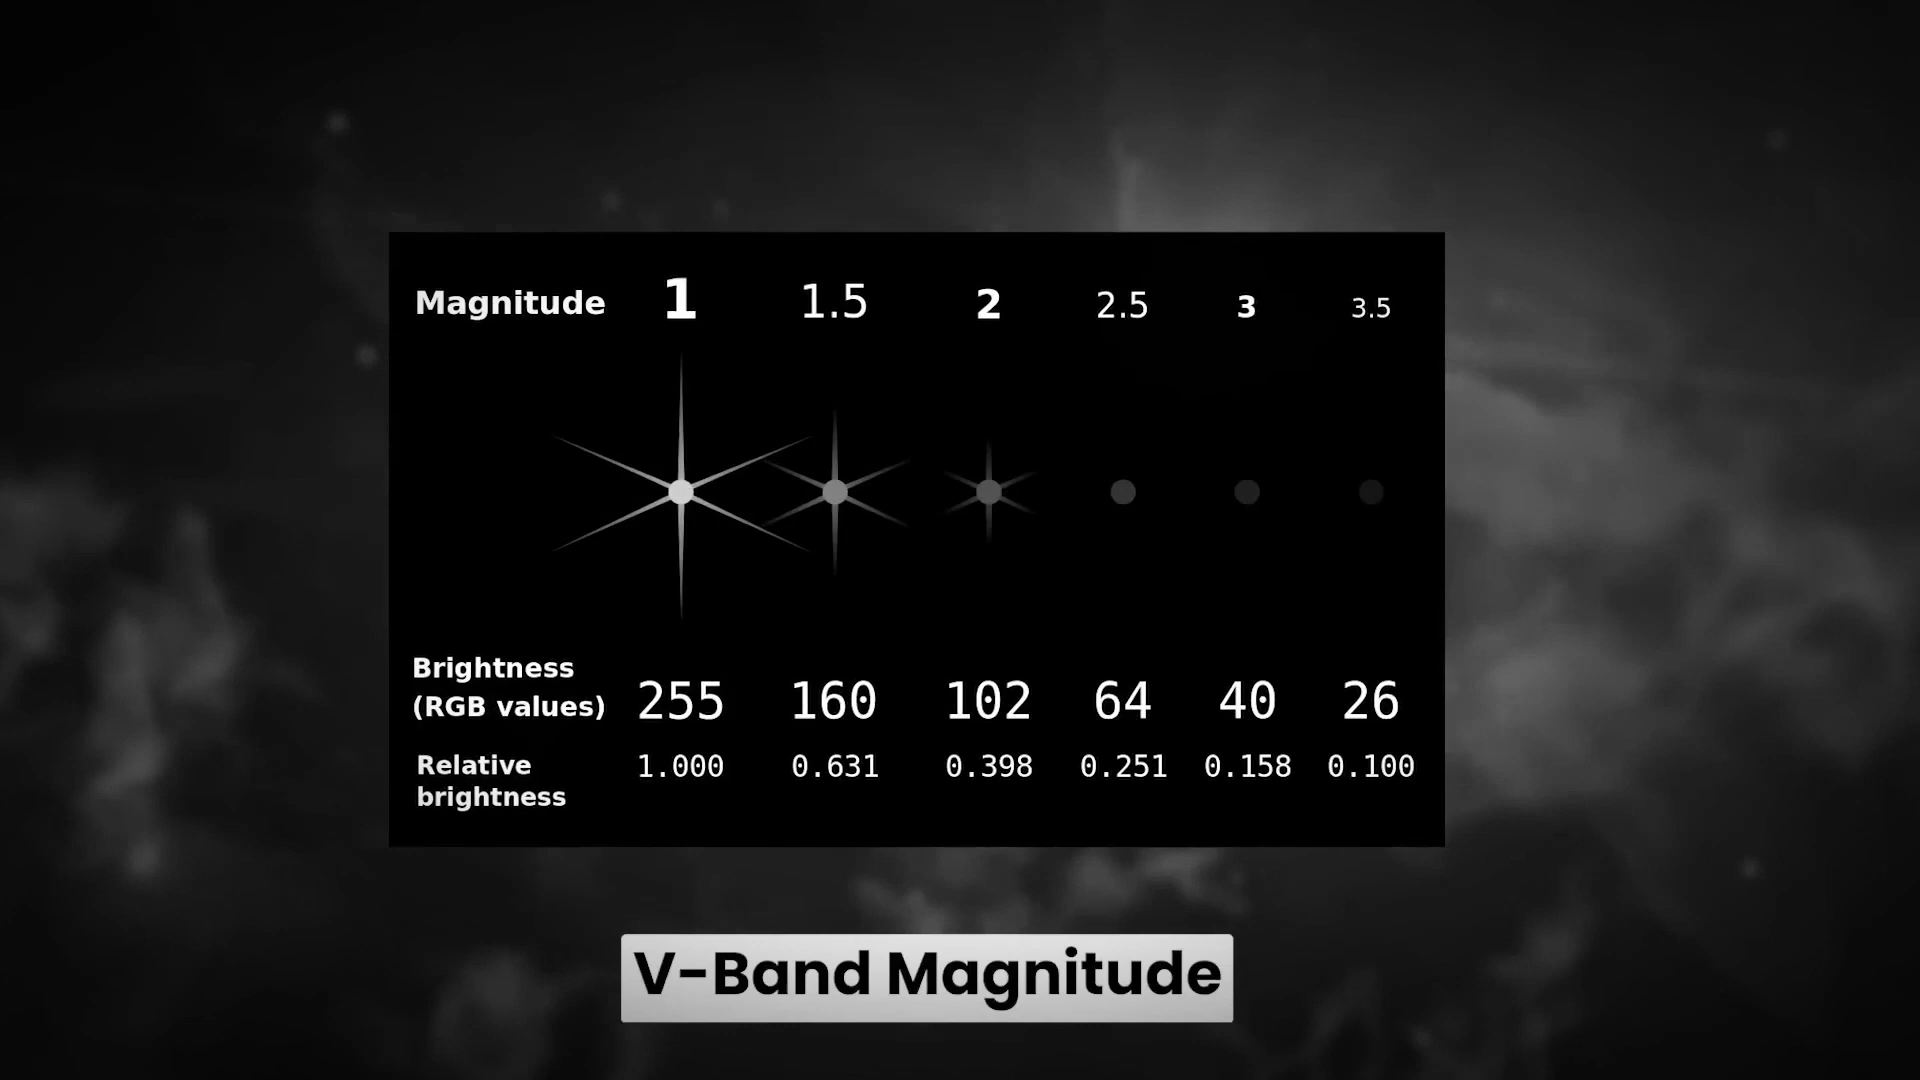 Magnitude 1 1.5 2 2.5 3 3.5
Brightness
(RGB values) 255 160 102 64 40 26
Relative 1.000 0.631 0.398 0.251 0.158 0.100
brightness
V-Band Magnitude